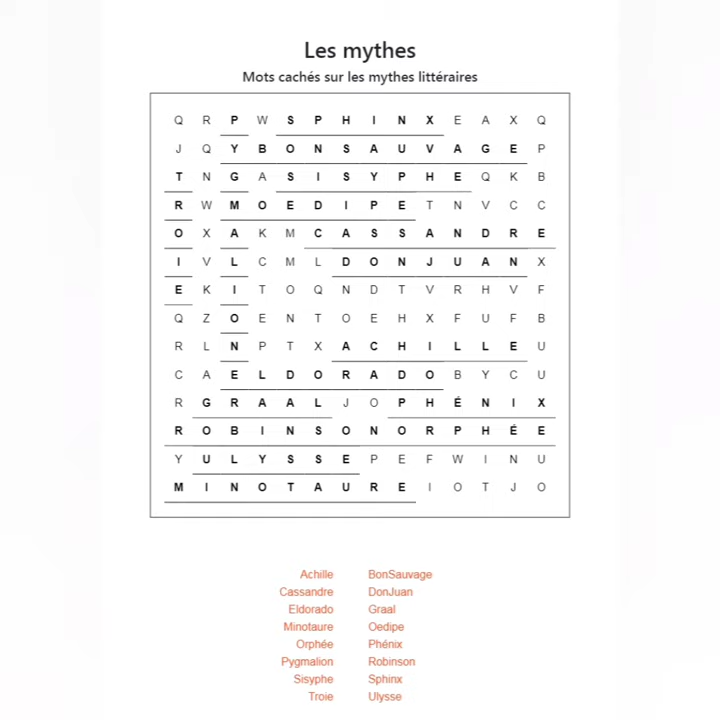 Les mythes
Mots cachés sur les mythes littéraires
Q R P W S P H I N X E A X Q
J Q Y B O N S A U V A G E P
T N G A S I S Y P H E Q K B
R W M O E D I P E T N V C C
O X A K M C A S S A N D R E
I V L C M L D O N J U A N X
E K I T O Q N D T V R H V F
Q Z O E N T O E H X F U F B
R L N P T X A C H I L L E U
C A E L D O R A D O B Y C U
R G R A A L J O P H É N I X
R O B I N S O N O R P H É E
Y U L Y S S E P E F W I N U
M I N O T A U R E I O T J O
Achille BonSauvage
Cassandre DonJuan
Eldorado Graal
Minotaure Oedipe
Orphée Phénix
Pygmalion Robinson
Sisyphe Sphinx
Troie Ulysse